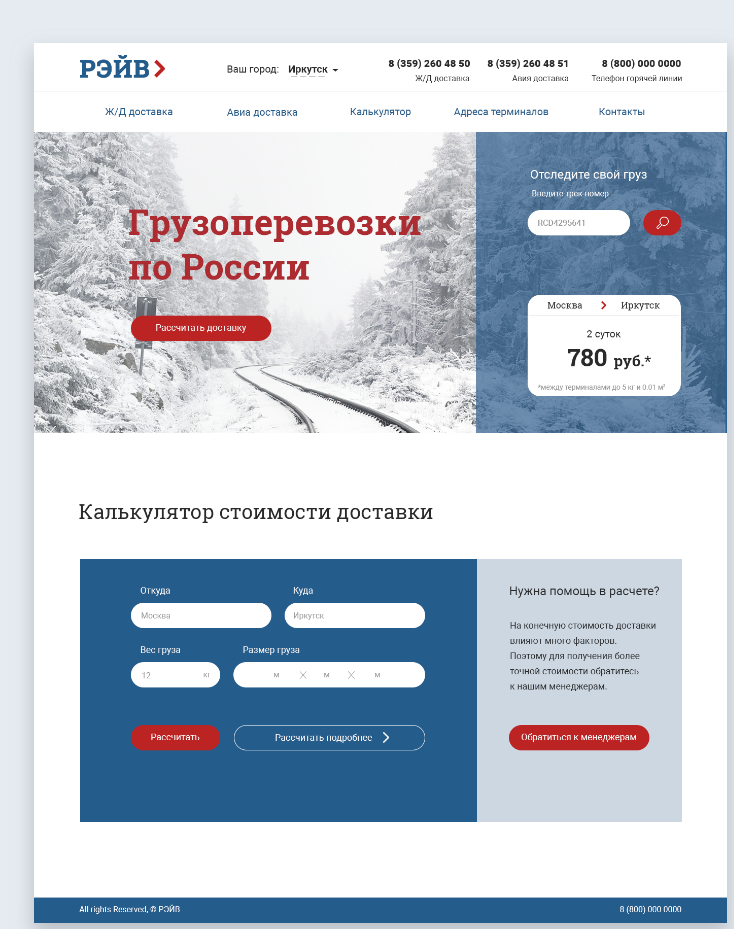 РЭЙВ
Ваш город: Иркутск
8 (359) 260 48 50
Ж/Д доставка
8 (359) 260 48 51
Авия доставка
8 (800) 000 0000
Телефон горячей линии
Ж/Д доставка
Авиа доставка
Калькулятор
Адреса терминалов
Контакты
Грузоперевозки
по России
Рассчитать доставку
Отследите свой груз
Введите трек номер
RCD4295641
Москва
Иркутск
2 суток
780 руб.*
*между терминалами до 5 кг и 0.01 м³
Калькулятор стоимости доставки
Откуда
Куда
Москва
Иркутск
Вес груза
Размер груза
12 кг
м X м X м
Рассчитать
Рассчитать подробнее
Нужна помощь в расчете?
На конечную стоимость доставки
влияют много факторов.
Поэтому для получения более
точной стоимости обратитесь
к нашим менеджерам.
Обратиться к менеджерам
All rights Reserved, © РЭЙВ
8 (800) 000 0000